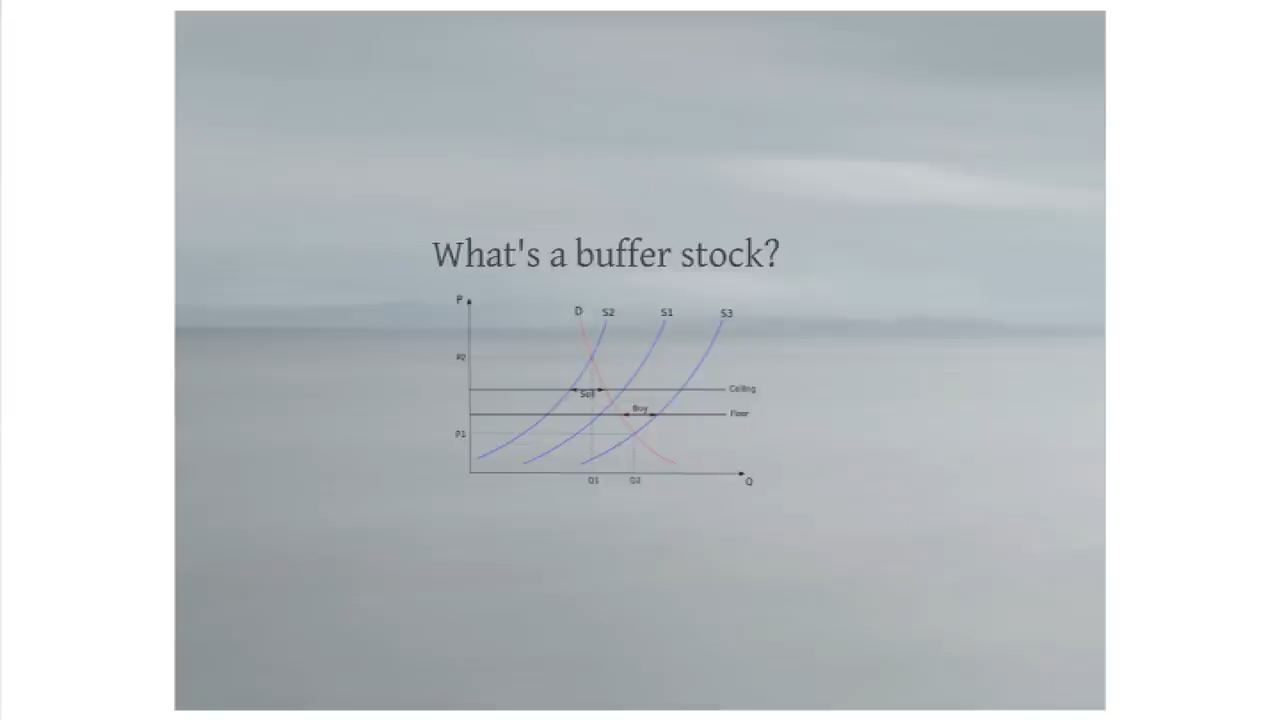 What's a buffer stock?
P
D S2 S1 S3
P2
Ceiling
Sell
Buy
Floor
P1
Q1 Q2
Q